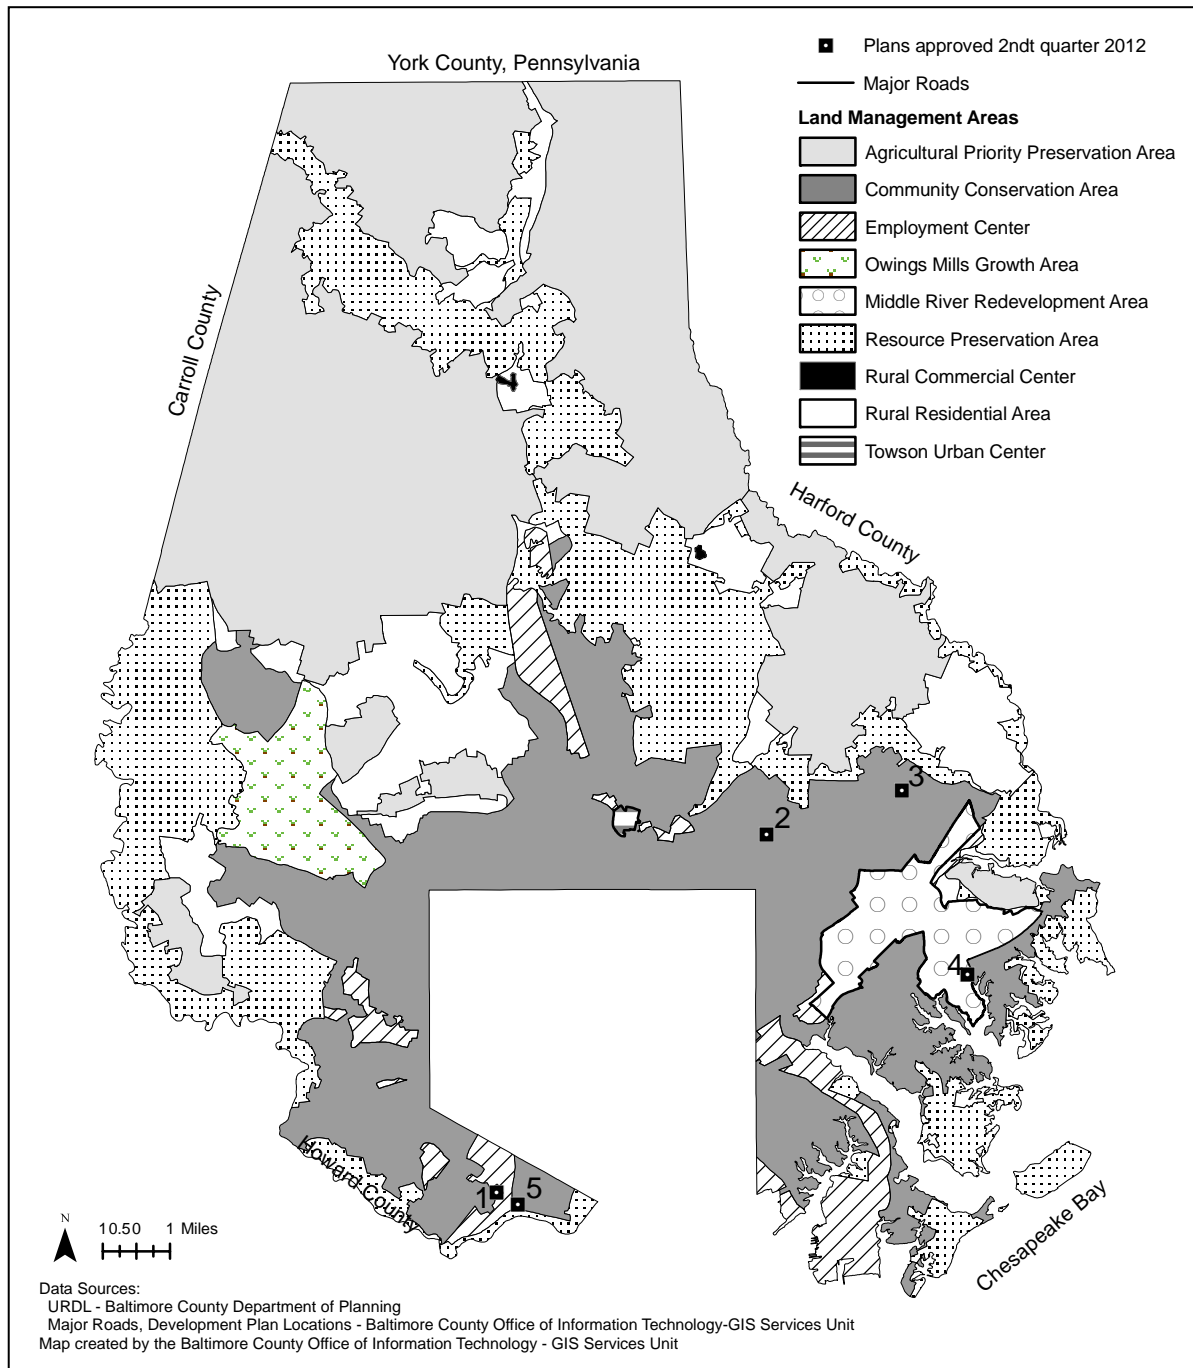 Plans approved 2ndt quarter 2012
York County, Pennsylvania
Major Roads
Land Management Areas
Agricultural Priority Preservation Area
Community Conservation Area
Employment Center
Owings Mills Growth Area
Middle River Redevelopment Area
Resource Preservation Area
Rural Commercial Center
Rural Residential Area
Towson Urban Center
Carroll County
Harford County
3
2
4
Howard County
1
5
Chesapeake Bay
N
10.50 1 Miles
Data Sources:
URDL - Baltimore County Department of Planning
Major Roads, Development Plan Locations - Baltimore County Office of Information Technology-GIS Services Unit
Map created by the Baltimore County Office of Information Technology - GIS Services Unit